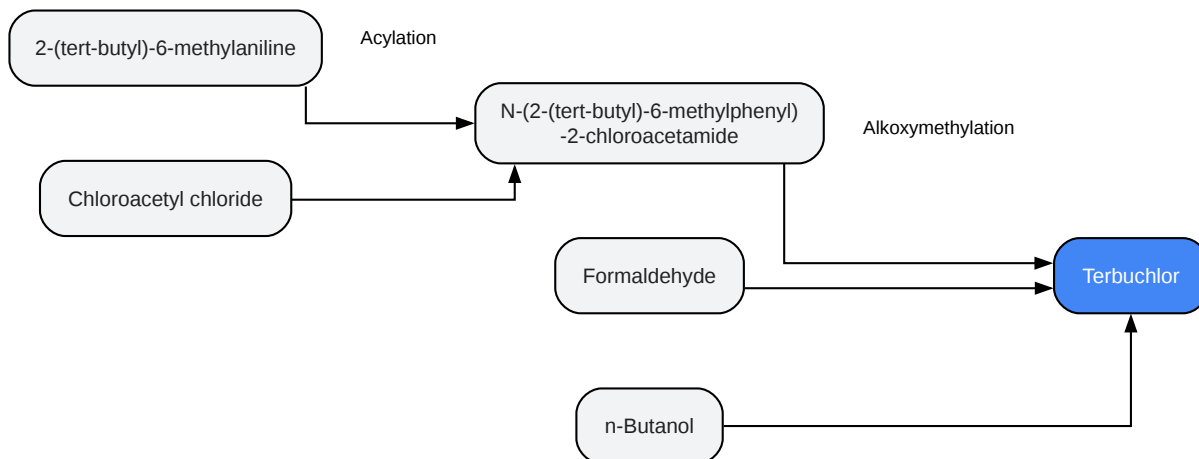 2-(tert-butyl)-6-methylaniline
Acylation
N-(2-(tert-butyl)-6-methylphenyl)
-2-chloroacetamide
Alkoxymethylation
Chloroacetyl chloride
Formaldehyde
Terbuchlor
n-Butanol